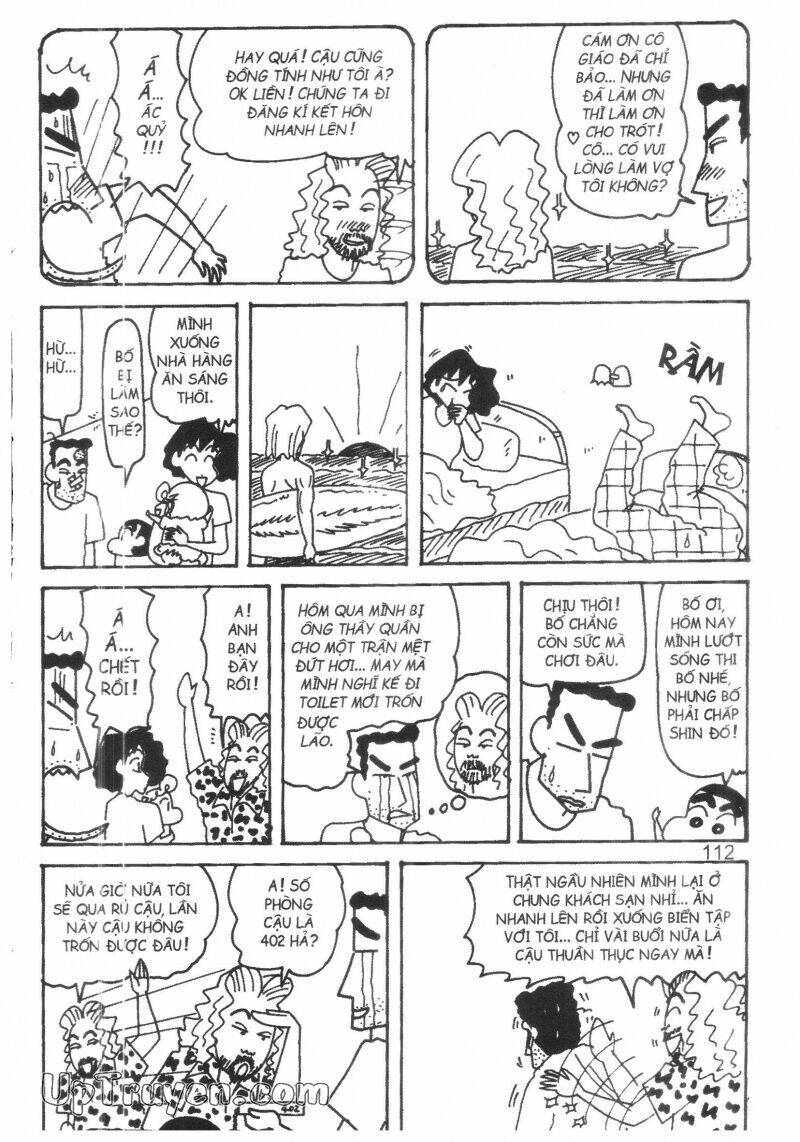 CÁM ƠN CÔ
GIÁO ĐÃ CHỈ
BẢO... NHƯNG
ĐÃ LÀM ƠN
THÌ LÀM ƠN
CHO TRÓT!
CÔ... CÓ VUI
LÒNG LÀM VỢ
TÔI KHÔNG?
HAY QUÁ! CẬU CŨNG
ĐỒNG TÍNH NHƯ TÔI À?
OK LIỀN! CHÚNG TA ĐI
ĐĂNG KÍ KẾT HÔN
NHANH LÊN!
Á
Á...
ÁC
QUỶ
!!!
RẦM
MÌNH
XUỐNG
NHÀ HÀNG
ĂN SÁNG
THÔI.
BỐ
BỊ
LÀM
SAO
THẾ?
HỪ...
HỪ...
BỐ ƠI,
HÔM NAY
MÌNH LƯỚT
SÓNG THI
BỐ NHÉ,
NHƯNG BỐ
PHẢI CHẤP
SHIN ĐÓ!
CHỊU THÔI!
BỐ CHẲNG
CÒN SỨC MÀ
CHƠI ĐÂU.
HÔM QUA MÌNH BỊ
ÔNG THẦY QUẦN
CHO MỘT TRẬN MỆT
ĐỨT HƠI... MAY MÀ
MÌNH NGHĨ KẾ ĐI
TOILET MỚI TRỐN
ĐƯỢC
LÃO.
A!
ANH
BẠN
ĐÂY
RỒI!
Á
Á...
CHIẾT
RỒI!
112
THẬT NGẪU NHIÊN MÌNH LẠI Ở
CHUNG KHÁCH SẠN NHỈ... ĂN
NHANH LÊN RỒI XUỐNG BIỂN TẬP
VỚI TÔI... CHỈ VÀI BUỔI NỮA LÀ
CẬU THUẦN THỤC NGAY MÀ!
A! SỐ
PHÒNG
CẬU LÀ
402 HẢ?
NỬA GIỜ NỮA TÔI
SẼ QUA RỦ CẬU, LẦN
NÀY CẬU KHÔNG
TRỐN ĐƯỢC ĐÂU!
402
UpTruyen.com